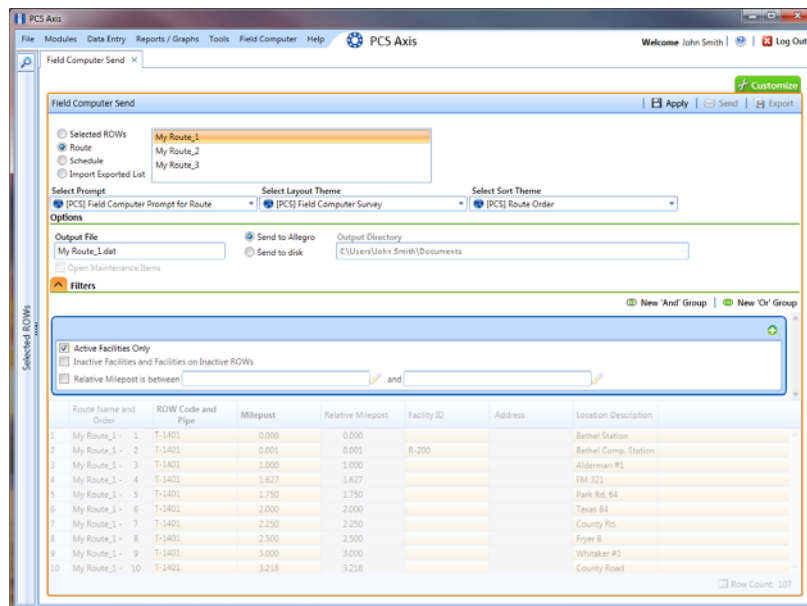 PCS Axis
File Modules Data Entry Reports / Graphs Tools Field Computer Help PCS Axis Welcome John Smith | | Log Out
Field Computer Send ×
Customize
Field Computer Send | Apply | Send | Export
Selected ROWs
Route
Schedule
Import Exported List
My Route_1
My Route_2
My Route_3
Select Prompt Select Layout Theme Select Sort Theme
[PCS] Field Computer Prompt for Route [PCS] Field Computer Survey [PCS] Route Order
Options
Output File Send to Allegro Output Directory
My Route_1.dat Send to disk C:\Users\John.Smith\Documents
Open Maintenance Items
Filters
New 'And' Group | New 'Or' Group
Selected ROWs
Active Facilities Only
Inactive Facilities and Facilities on Inactive ROWs
Relative Milepost is between and
Route Name and Order ROW Code and Pipe Milepost Relative Milepost Facility ID Address Location Description
1 My Route_1 - 1 T-1401 0.000 0.000 Bethel Station
2 My Route_1 - 2 T-1401 0.001 0.001 R-200 Bethel Comp. Station
3 My Route_1 - 3 T-1401 1.000 1.000 Alderman #1
4 My Route_1 - 4 T-1401 1.627 1.627 FM 321
5 My Route_1 - 5 T-1401 1.750 1.750 Park Rd. 64
6 My Route_1 - 6 T-1401 2.000 2.000 Texas 84
7 My Route_1 - 7 T-1401 2.250 2.250 County Rd.
8 My Route_1 - 8 T-1401 2.500 2.500 Fryer B
9 My Route_1 - 9 T-1401 3.000 3.000 Whitaker #1
10 My Route_1 - 10 T-1401 3.218 3.218 County Road
Row Count: 107